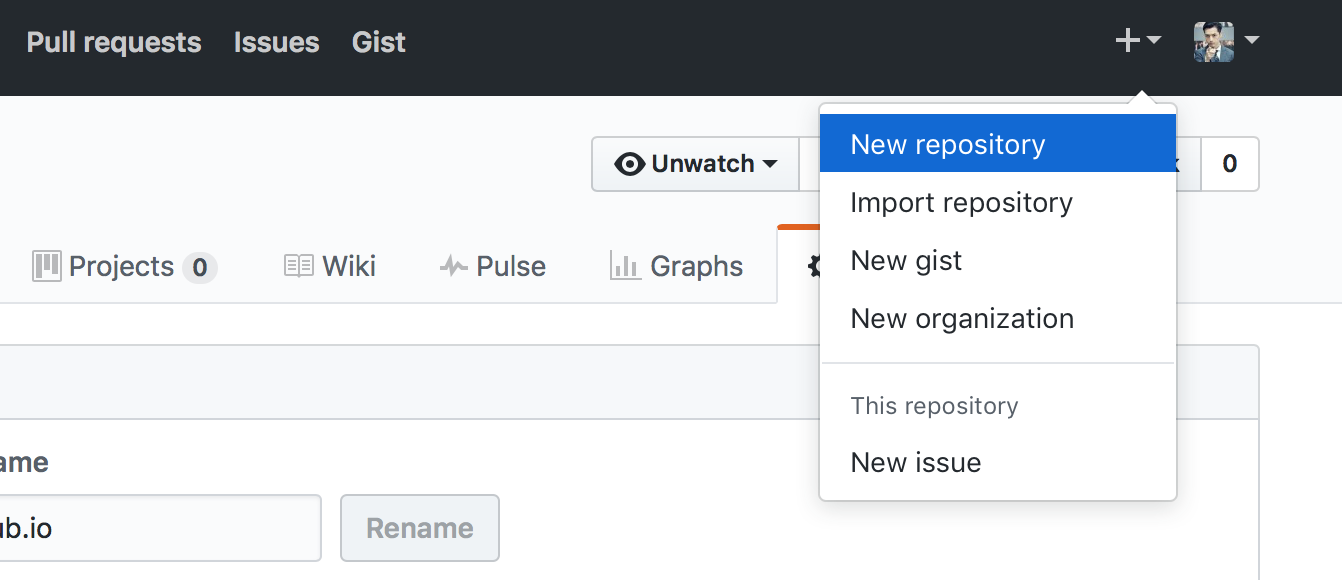 Pull requests Issues Gist
Unwatch 0
New repository
Import repository
New gist
New organization
This repository
New issue
Projects 0 Wiki Pulse Graphs
ame
ub.io
Rename